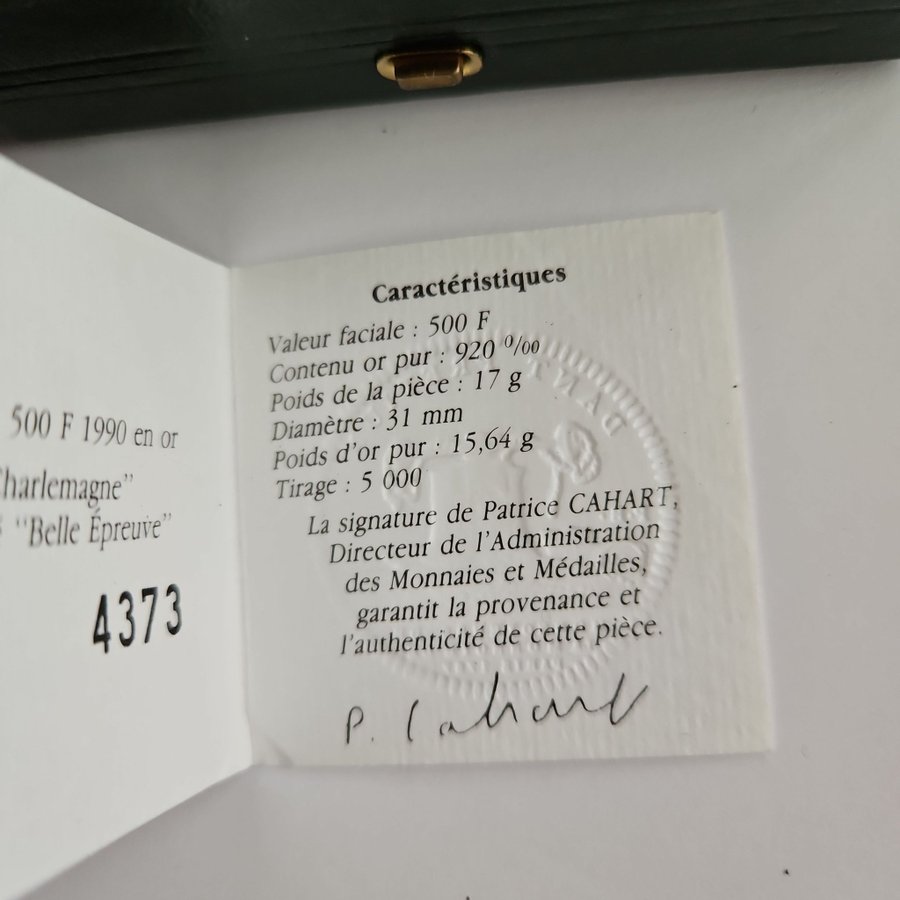 500 F 1990 en or
Charlemagne"
"Belle Épreuve"
4373
Caractéristiques
Valeur faciale : 500 F
Contenu or pur : 920 ⁰/₀₀
Poids de la pièce : 17 g
Diamètre : 31 mm
Poids d'or pur : 15,64 g
Tirage : 5 000
La signature de Patrice CAHART,
Directeur de l'Administration
des Monnaies et Médailles,
garantit la provenance et
l'authenticité de cette pièce.
P. Cahart